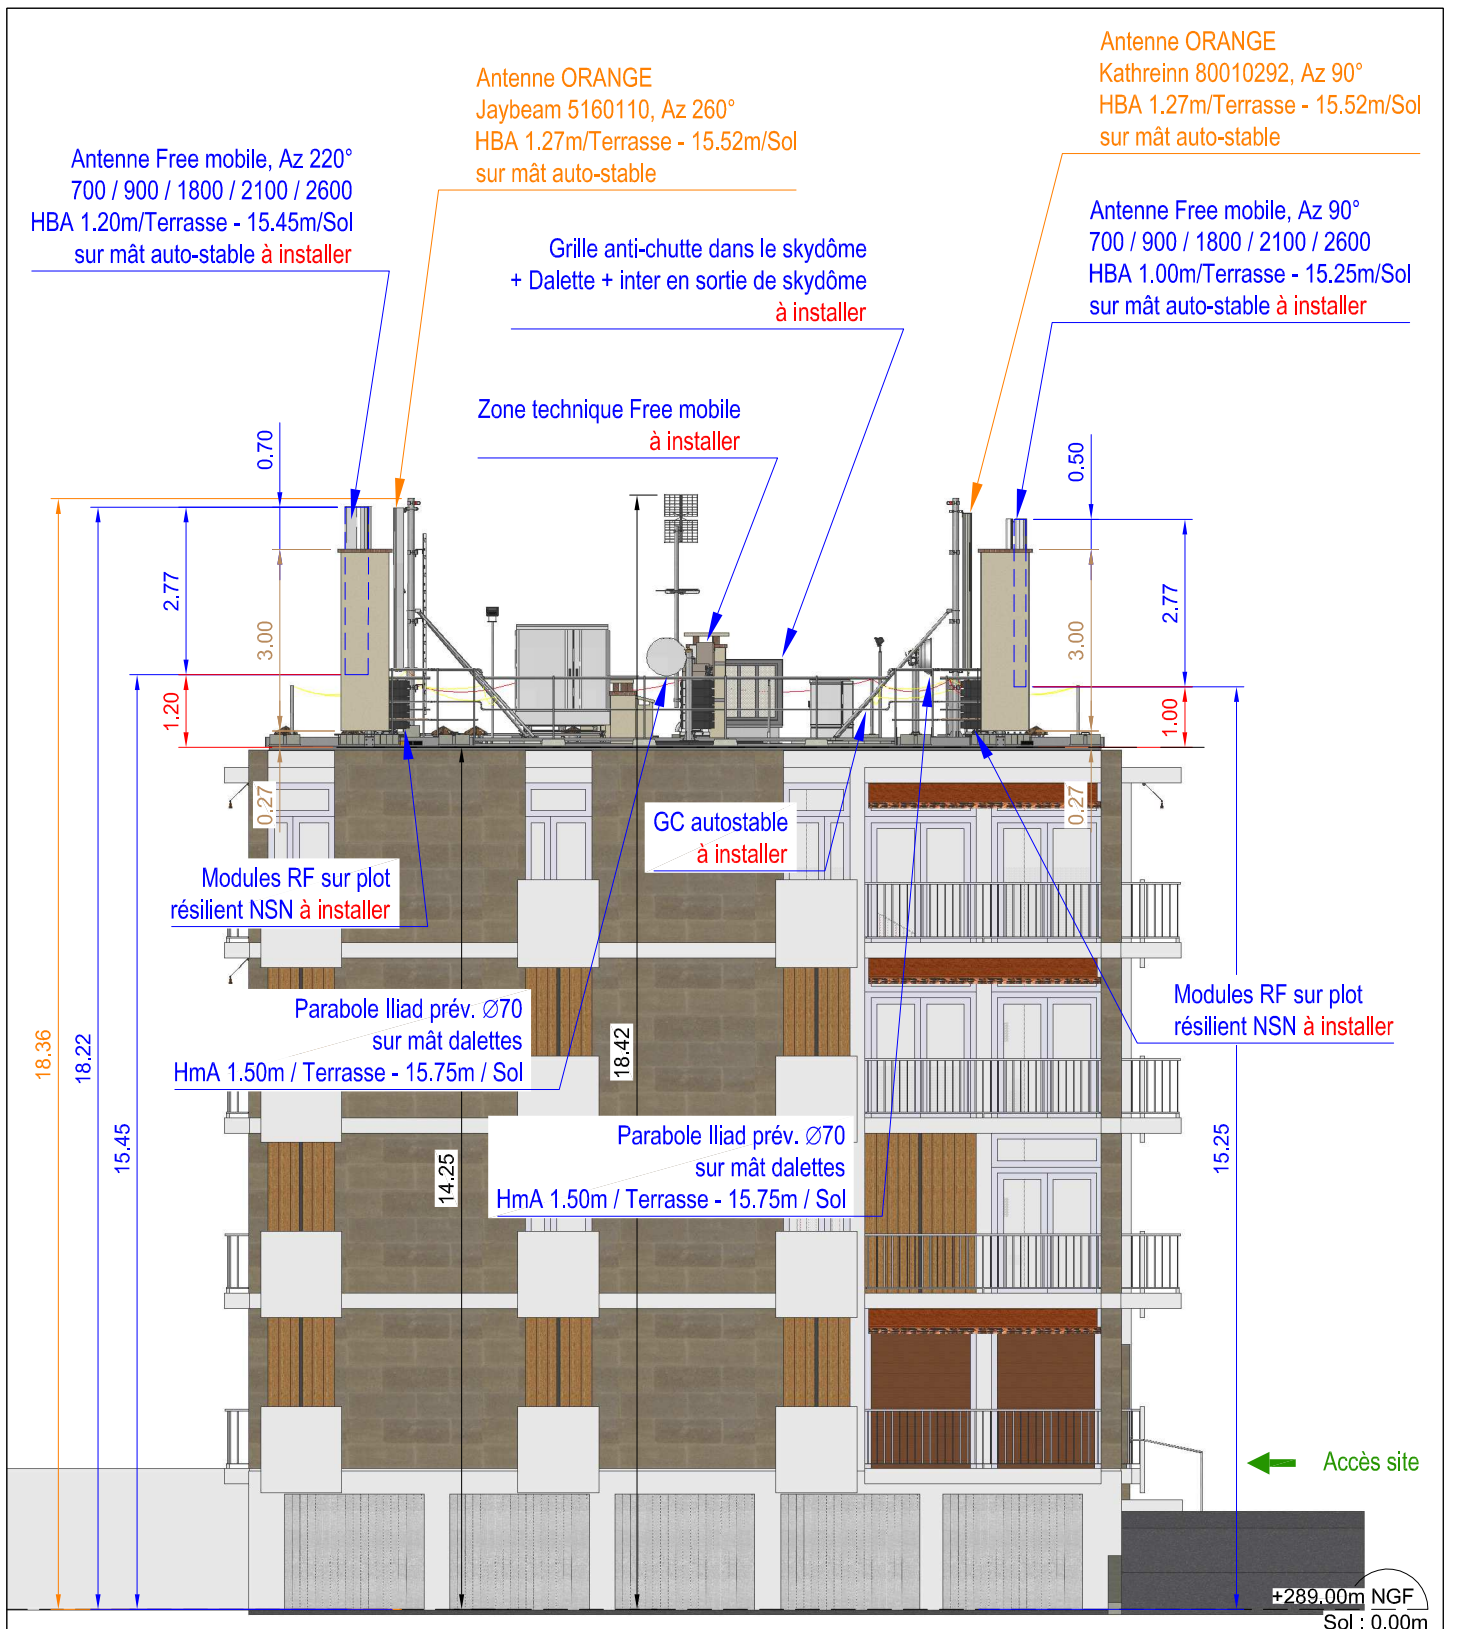 Antenne ORANGE
Kathreinn 80010292, Az 90°
HBA 1.27m/Terrasse - 15.52m/Sol
sur mât auto-stable
Antenne ORANGE
Jaybeam 5160110, Az 260°
HBA 1.27m/Terrasse - 15.52m/Sol
sur mât auto-stable
Antenne Free mobile, Az 220°
700 / 900 / 1800 / 2100 / 2600
HBA 1.20m/Terrasse - 15.45m/Sol
sur mât auto-stable à installer
Antenne Free mobile, Az 90°
700 / 900 / 1800 / 2100 / 2600
HBA 1.00m/Terrasse - 15.25m/Sol
sur mât auto-stable à installer
Grille anti-chutte dans le skydôme
+ Dalette + inter en sortie de skydôme
à installer
Zone technique Free mobile
à installer
0.70
0.50
2.77
2.77
3.00
3.00
1.20
1.00
0.27
0.27
GC autostable
à installer
Modules RF sur plot
résilient NSN à installer
Parabole Iliad prév. Ø70
sur mât dalettes
HmA 1.50m / Terrasse - 15.75m / Sol
Modules RF sur plot
résilient NSN à installer
18.36
18.22
15.45
18.42
14.25
15.25
Parabole Iliad prév. Ø70
sur mât dalettes
HmA 1.50m / Terrasse - 15.75m / Sol
Accès site
+289.00m NGF
Sol : 0.00m